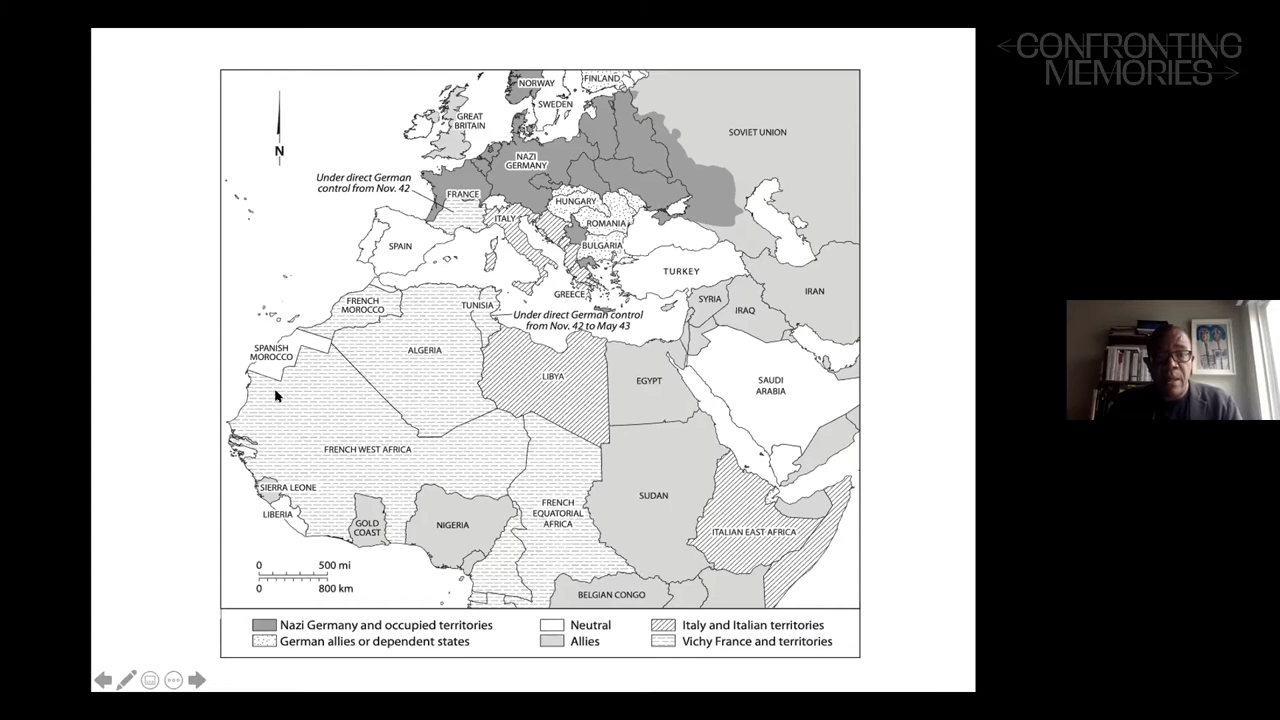 CONFRONTING
MEMORIES
NORWAY
FINLAND
SWEDEN
GREAT
BRITAIN
SOVIET UNION
N
NAZI
GERMANY
Under direct German
control from Nov. 42
FRANCE
HUNGARY
ITALY
ROMANIA
SPAIN
BULGARIA
TURKEY
GREECE
SYRIA
IRAN
IRAQ
FRENCH
MOROCCO
TUNISIA
Under direct German control
from Nov. 42 to May 43
SPANISH
MOROCCO
ALGERIA
LIBYA
EGYPT
SAUDI
ARABIA
FRENCH WEST AFRICA
SIERRA LEONE
LIBERIA
GOLD
COAST
NIGERIA
FRENCH
EQUATORIAL
AFRICA
SUDAN
ITALIAN EAST AFRICA
BELGIAN CONGO
0 500 mi
0 800 km
Nazi Germany and occupied territories
Neutral
Italy and Italian territories
German allies or dependent states
Allies
Vichy France and territories